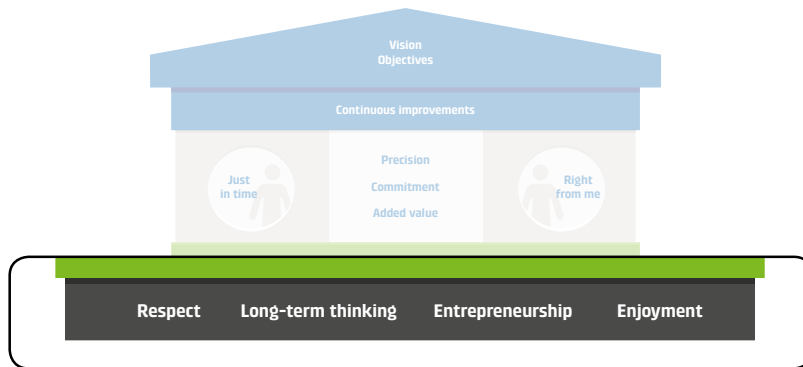 Vision
Objectives
Continuous improvements
Just
in time
Precision
Commitment
Added value
Right
from me
Respect Long-term thinking Entrepreneurship Enjoyment